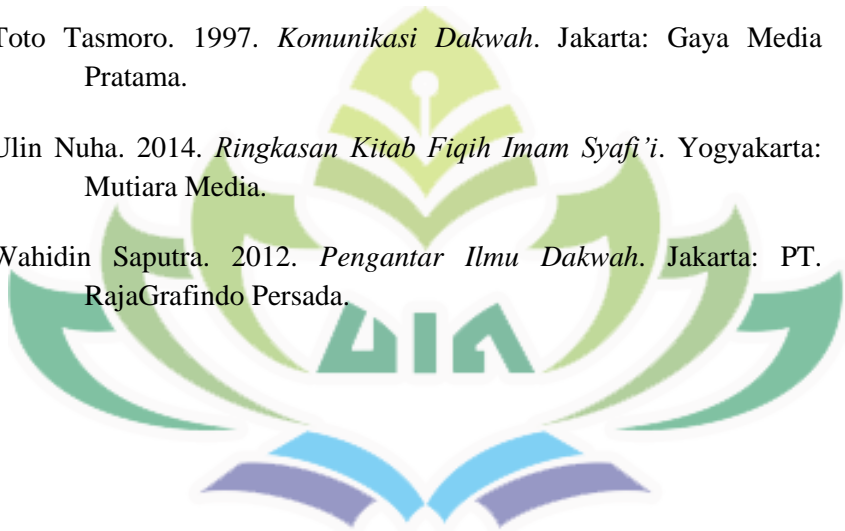 Toto Tasmoro. 1997. Komunikasi Dakwah. Jakarta: Gaya Media
Pratama.
Ulin Nuha. 2014. Ringkasan Kitab Fiqih Imam Syafi’i. Yogyakarta:
Mutiara Media.
Wahidin Saputra. 2012. Pengantar Ilmu Dakwah. Jakarta: PT.
RajaGrafindo Persada.
UIN